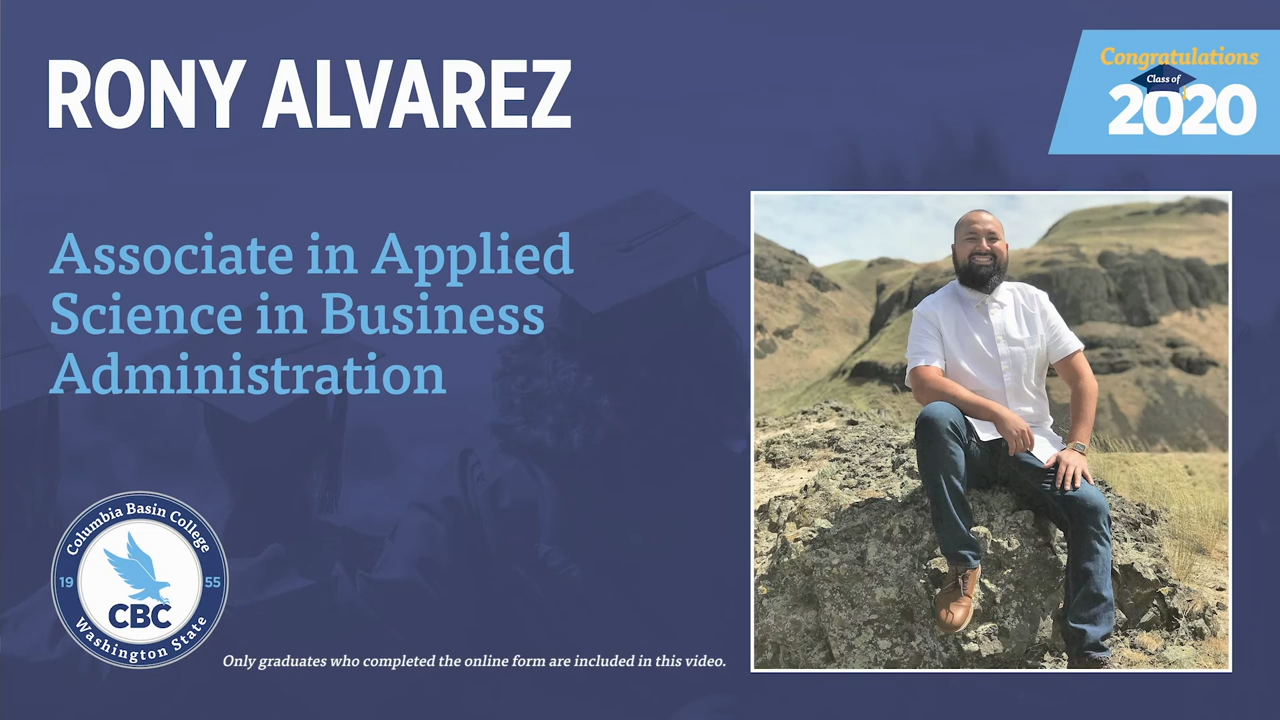 RONY ALVAREZ
Congratulations
Class of
2020
Associate in Applied
Science in Business
Administration
Columbia Basin College
19 55
CBC
Washington State
Only graduates who completed the online form are included in this video.